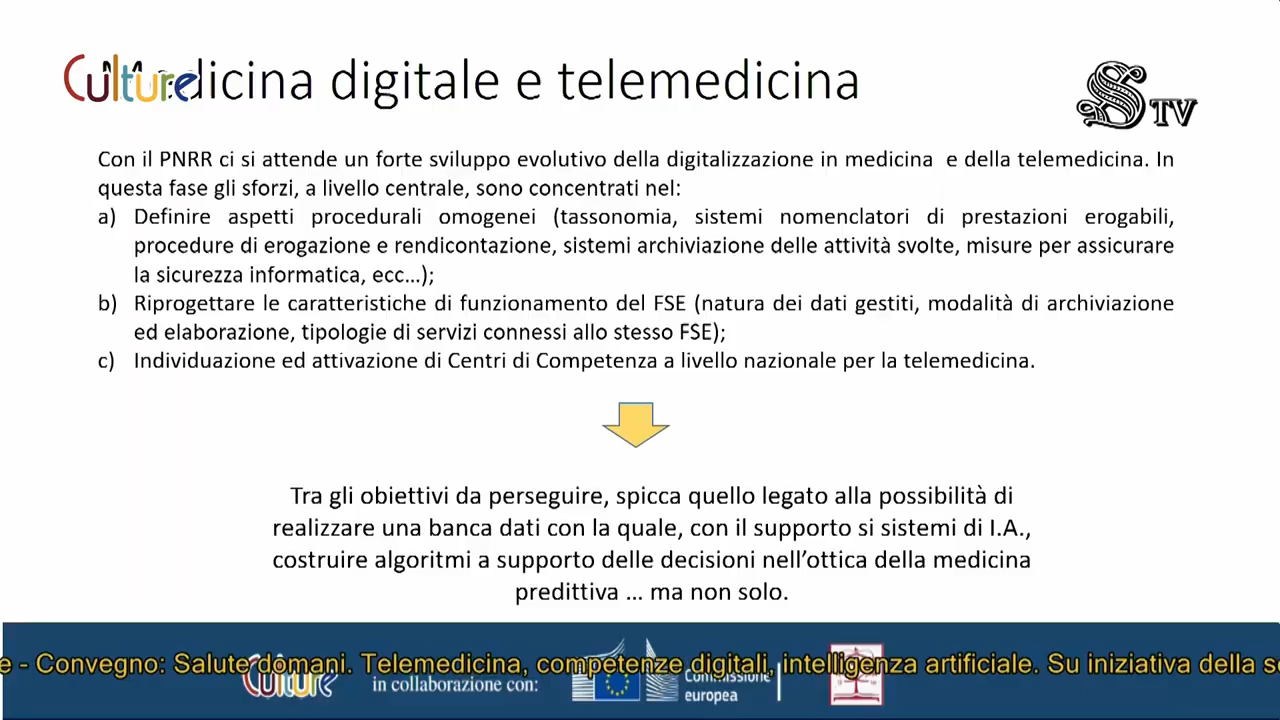 Culture
Medicina digitale e telemedicina
S TV
Con il PNRR ci si attende un forte sviluppo evolutivo della digitalizzazione in medicina e della telemedicina. In
questa fase gli sforzi, a livello centrale, sono concentrati nel:
a) Definire aspetti procedurali omogenei (tassonomia, sistemi nomenclatori di prestazioni erogabili,
procedure di erogazione e rendicontazione, sistemi archiviazione delle attività svolte, misure per assicurare
la sicurezza informatica, ecc...);
b) Riprogettare le caratteristiche di funzionamento del FSE (natura dei dati gestiti, modalità di archiviazione
ed elaborazione, tipologie di servizi connessi allo stesso FSE);
c) Individuazione ed attivazione di Centri di Competenza a livello nazionale per la telemedicina.
Tra gli obiettivi da perseguire, spicca quello legato alla possibilità di
realizzare una banca dati con la quale, con il supporto si sistemi di I.A.,
costruire algoritmi a supporto delle decisioni nell’ottica della medicina
predittiva … ma non solo.
e - Convegno: Salute domani. Telemedicina, competenze digitali, intelligenza artificiale. Su iniziativa della se
Culture in collaborazione con: Commissione
europea